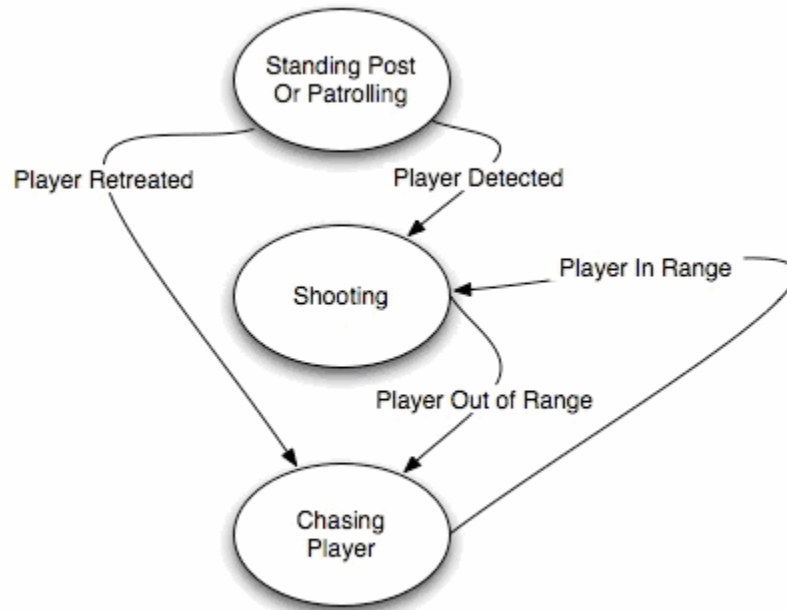 Standing Post
Or Patrolling
Player Retreated
Player Detected
Player In Range
Shooting
Player Out of Range
Chasing
Player